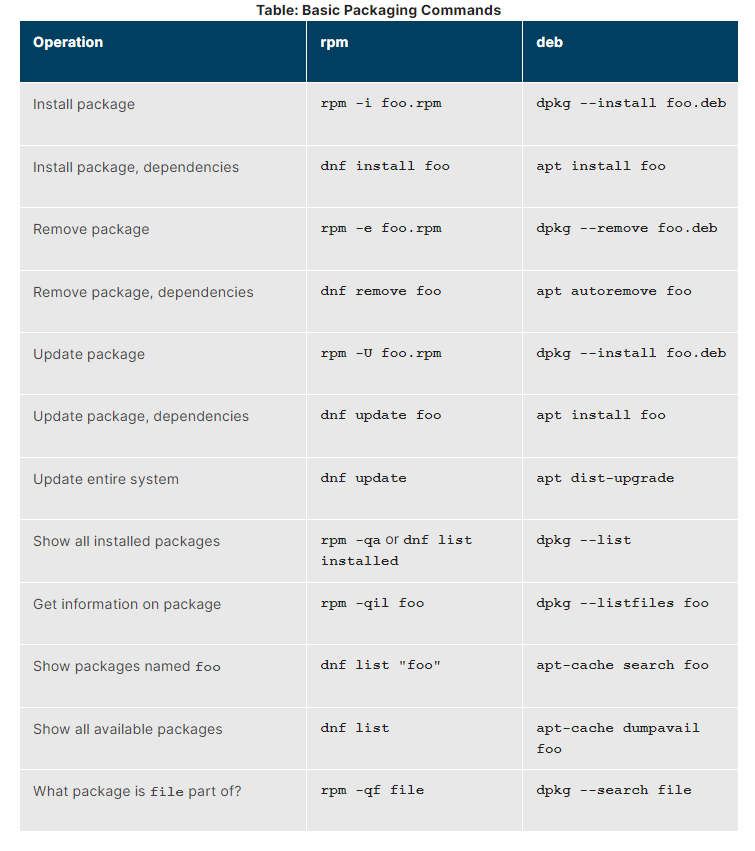 Table: Basic Packaging Commands
Operation rpm deb
Install package rpm -i foo.rpm dpkg --install foo.deb
Install package, dependencies dnf install foo apt install foo
Remove package rpm -e foo.rpm dpkg --remove foo.deb
Remove package, dependencies dnf remove foo apt autoremove foo
Update package rpm -U foo.rpm dpkg --install foo.deb
Update package, dependencies dnf update foo apt install foo
Update entire system dnf update apt dist-upgrade
Show all installed packages rpm -qa or dnf list dpkg --list
installed
Get information on package rpm -qil foo dpkg --listfiles foo
Show packages named foo dnf list "foo" apt-cache search foo
Show all available packages dnf list apt-cache dumpavail
foo
What package is file part of? rpm -qf file dpkg --search file